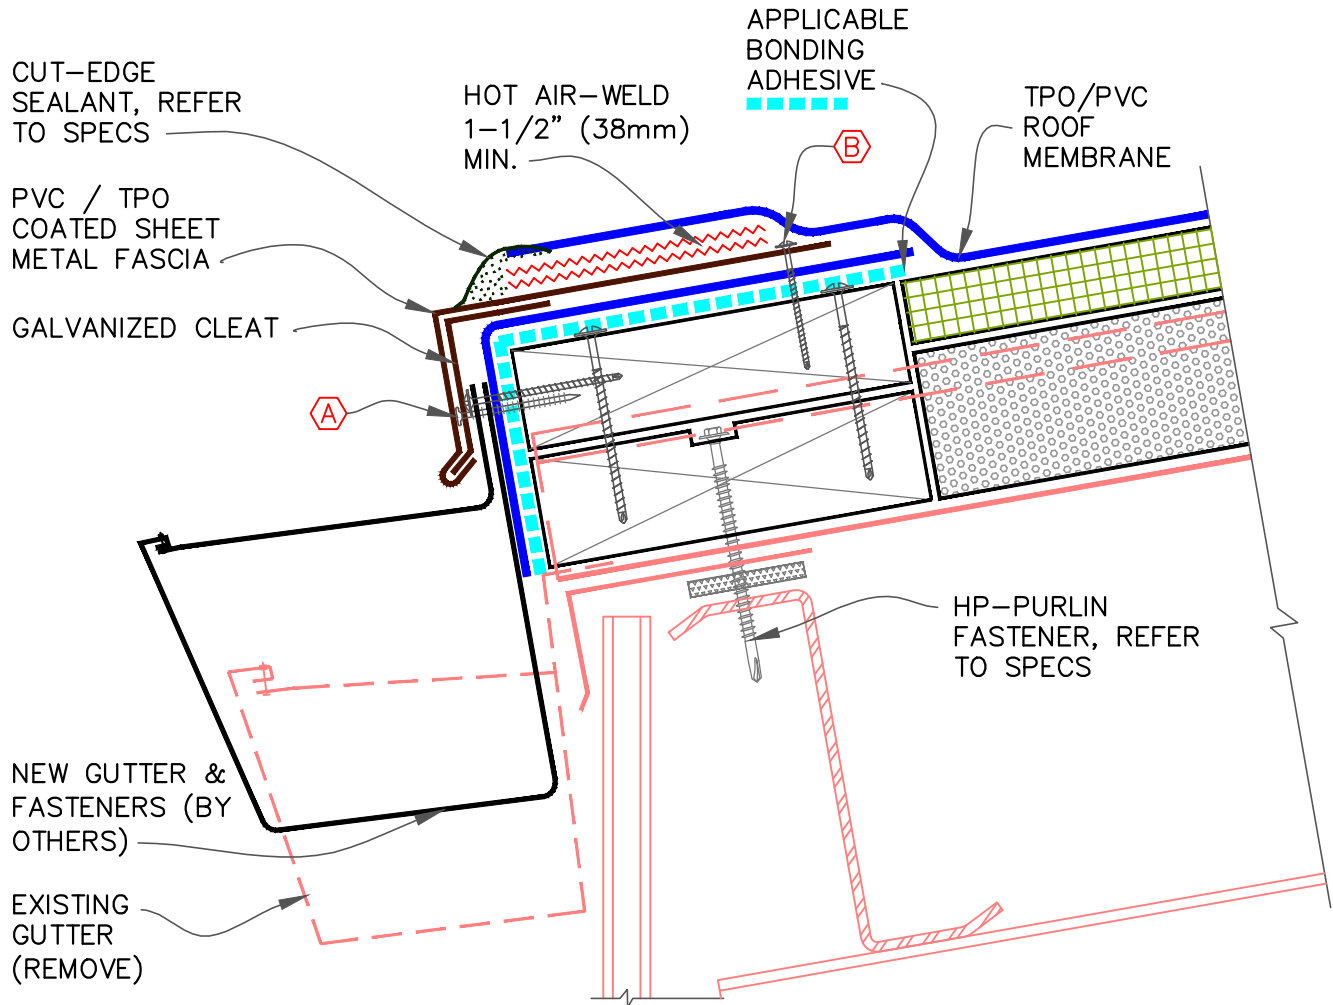 CUT-EDGE
SEALANT, REFER
TO SPECS
PVC / TPO
COATED SHEET
METAL FASCIA
GALVANIZED CLEAT
A
HOT AIR-WELD
1-1/2" (38mm)
MIN.
APPLICABLE
BONDING
ADHESIVE
B
TPO/PVC
ROOF
MEMBRANE
HP-PURLIN
FASTENER, REFER
TO SPECS
NEW GUTTER &
FASTENERS (BY
OTHERS)
EXISTING
GUTTER
(REMOVE)